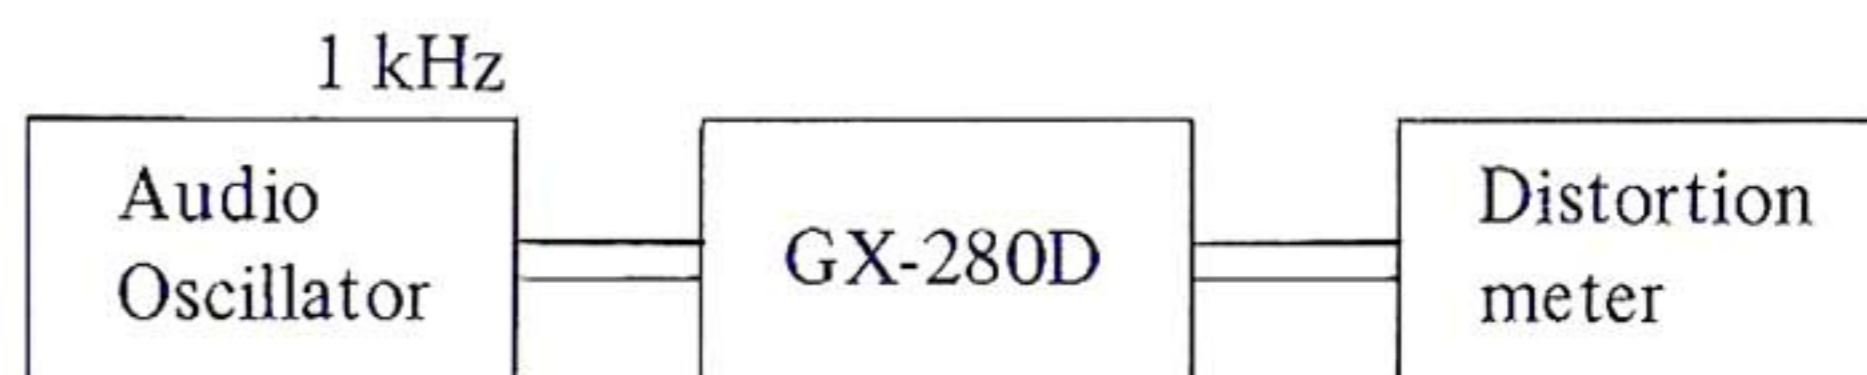 1 kHz
Audio
Oscillator
GX-280D
Distortion
meter